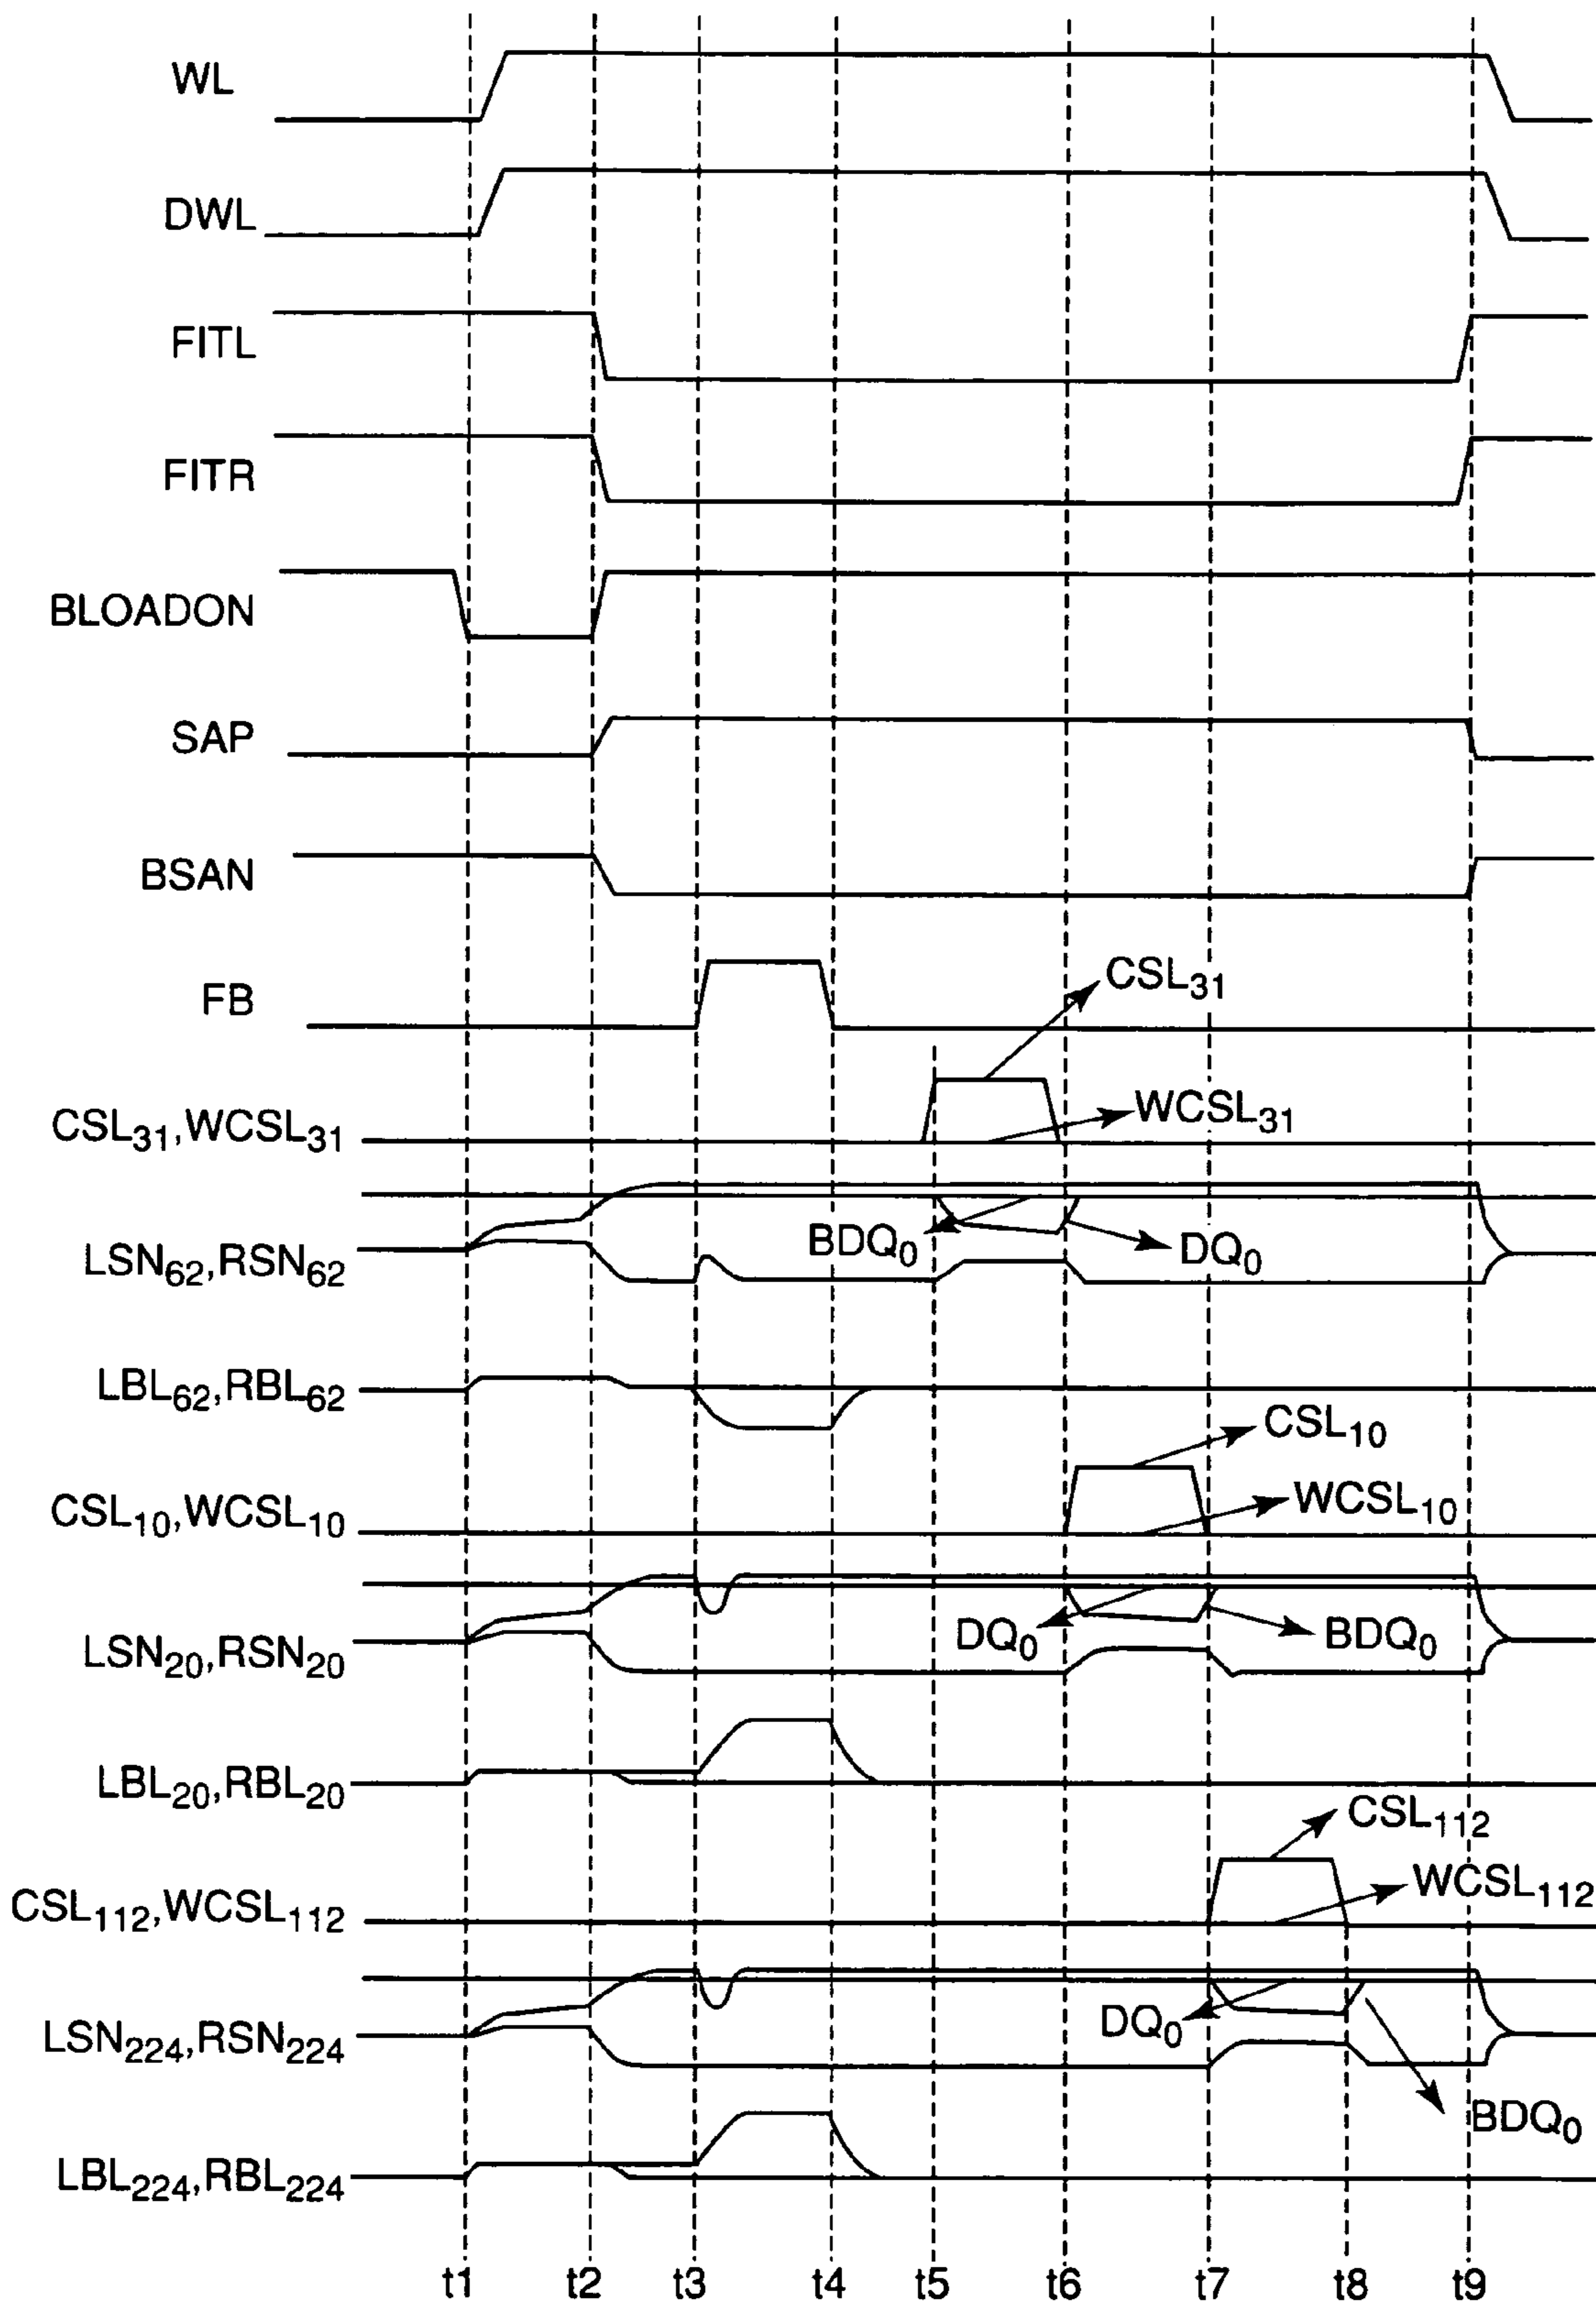 WL
DWL
FITL
FITR
BLOADON
SAP
BSAN
FB
CSL31
CSL31,WCSL31
WCSL31
BDQ0
DQ0
LSN62,RSN62
LBL62,RBL62
CSL10
CSL10,WCSL10
WCSL10
DQ0
BDQ0
LSN20,RSN20
LBL20,RBL20
CSL112
CSL112,WCSL112
WCSL112
DQ0
LSN224,RSN224
BDQ0
LBL224,RBL224
t1 t2 t3 t4 t5 t6 t7 t8 t9